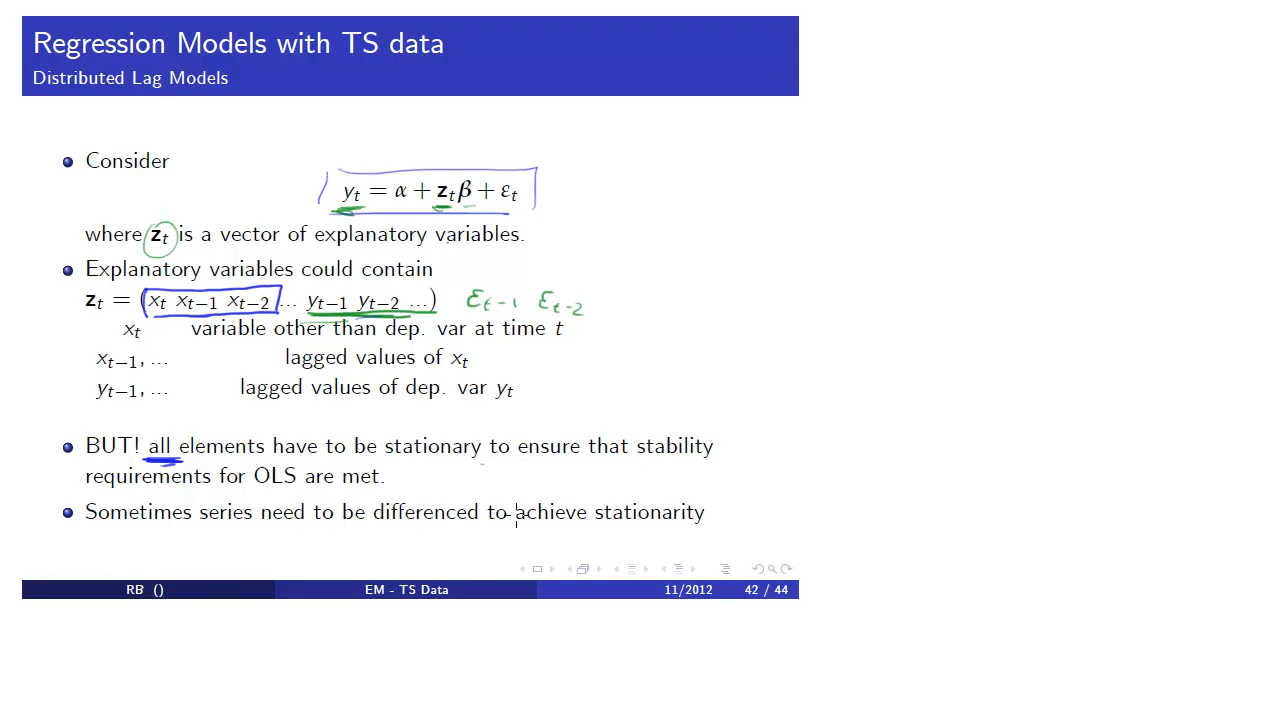 Regression Models with TS data
Distributed Lag Models
Consider
yₜ = α + zₜβ + εₜ
where zₜ is a vector of explanatory variables.
Explanatory variables could contain
zₜ = (xₜ xₜ₋₁ xₜ₋₂ ... yₜ₋₁ yₜ₋₂ ...) εₜ₋₁ εₜ₋₂
xₜ variable other than dep. var at time t
xₜ₋₁, ... lagged values of xₜ
yₜ₋₁, ... lagged values of dep. var yₜ
BUT! all elements have to be stationary to ensure that stability
requirements for OLS are met.
Sometimes series need to be differenced to achieve stationarity
RB () EM - TS Data 11/2012 42 / 44